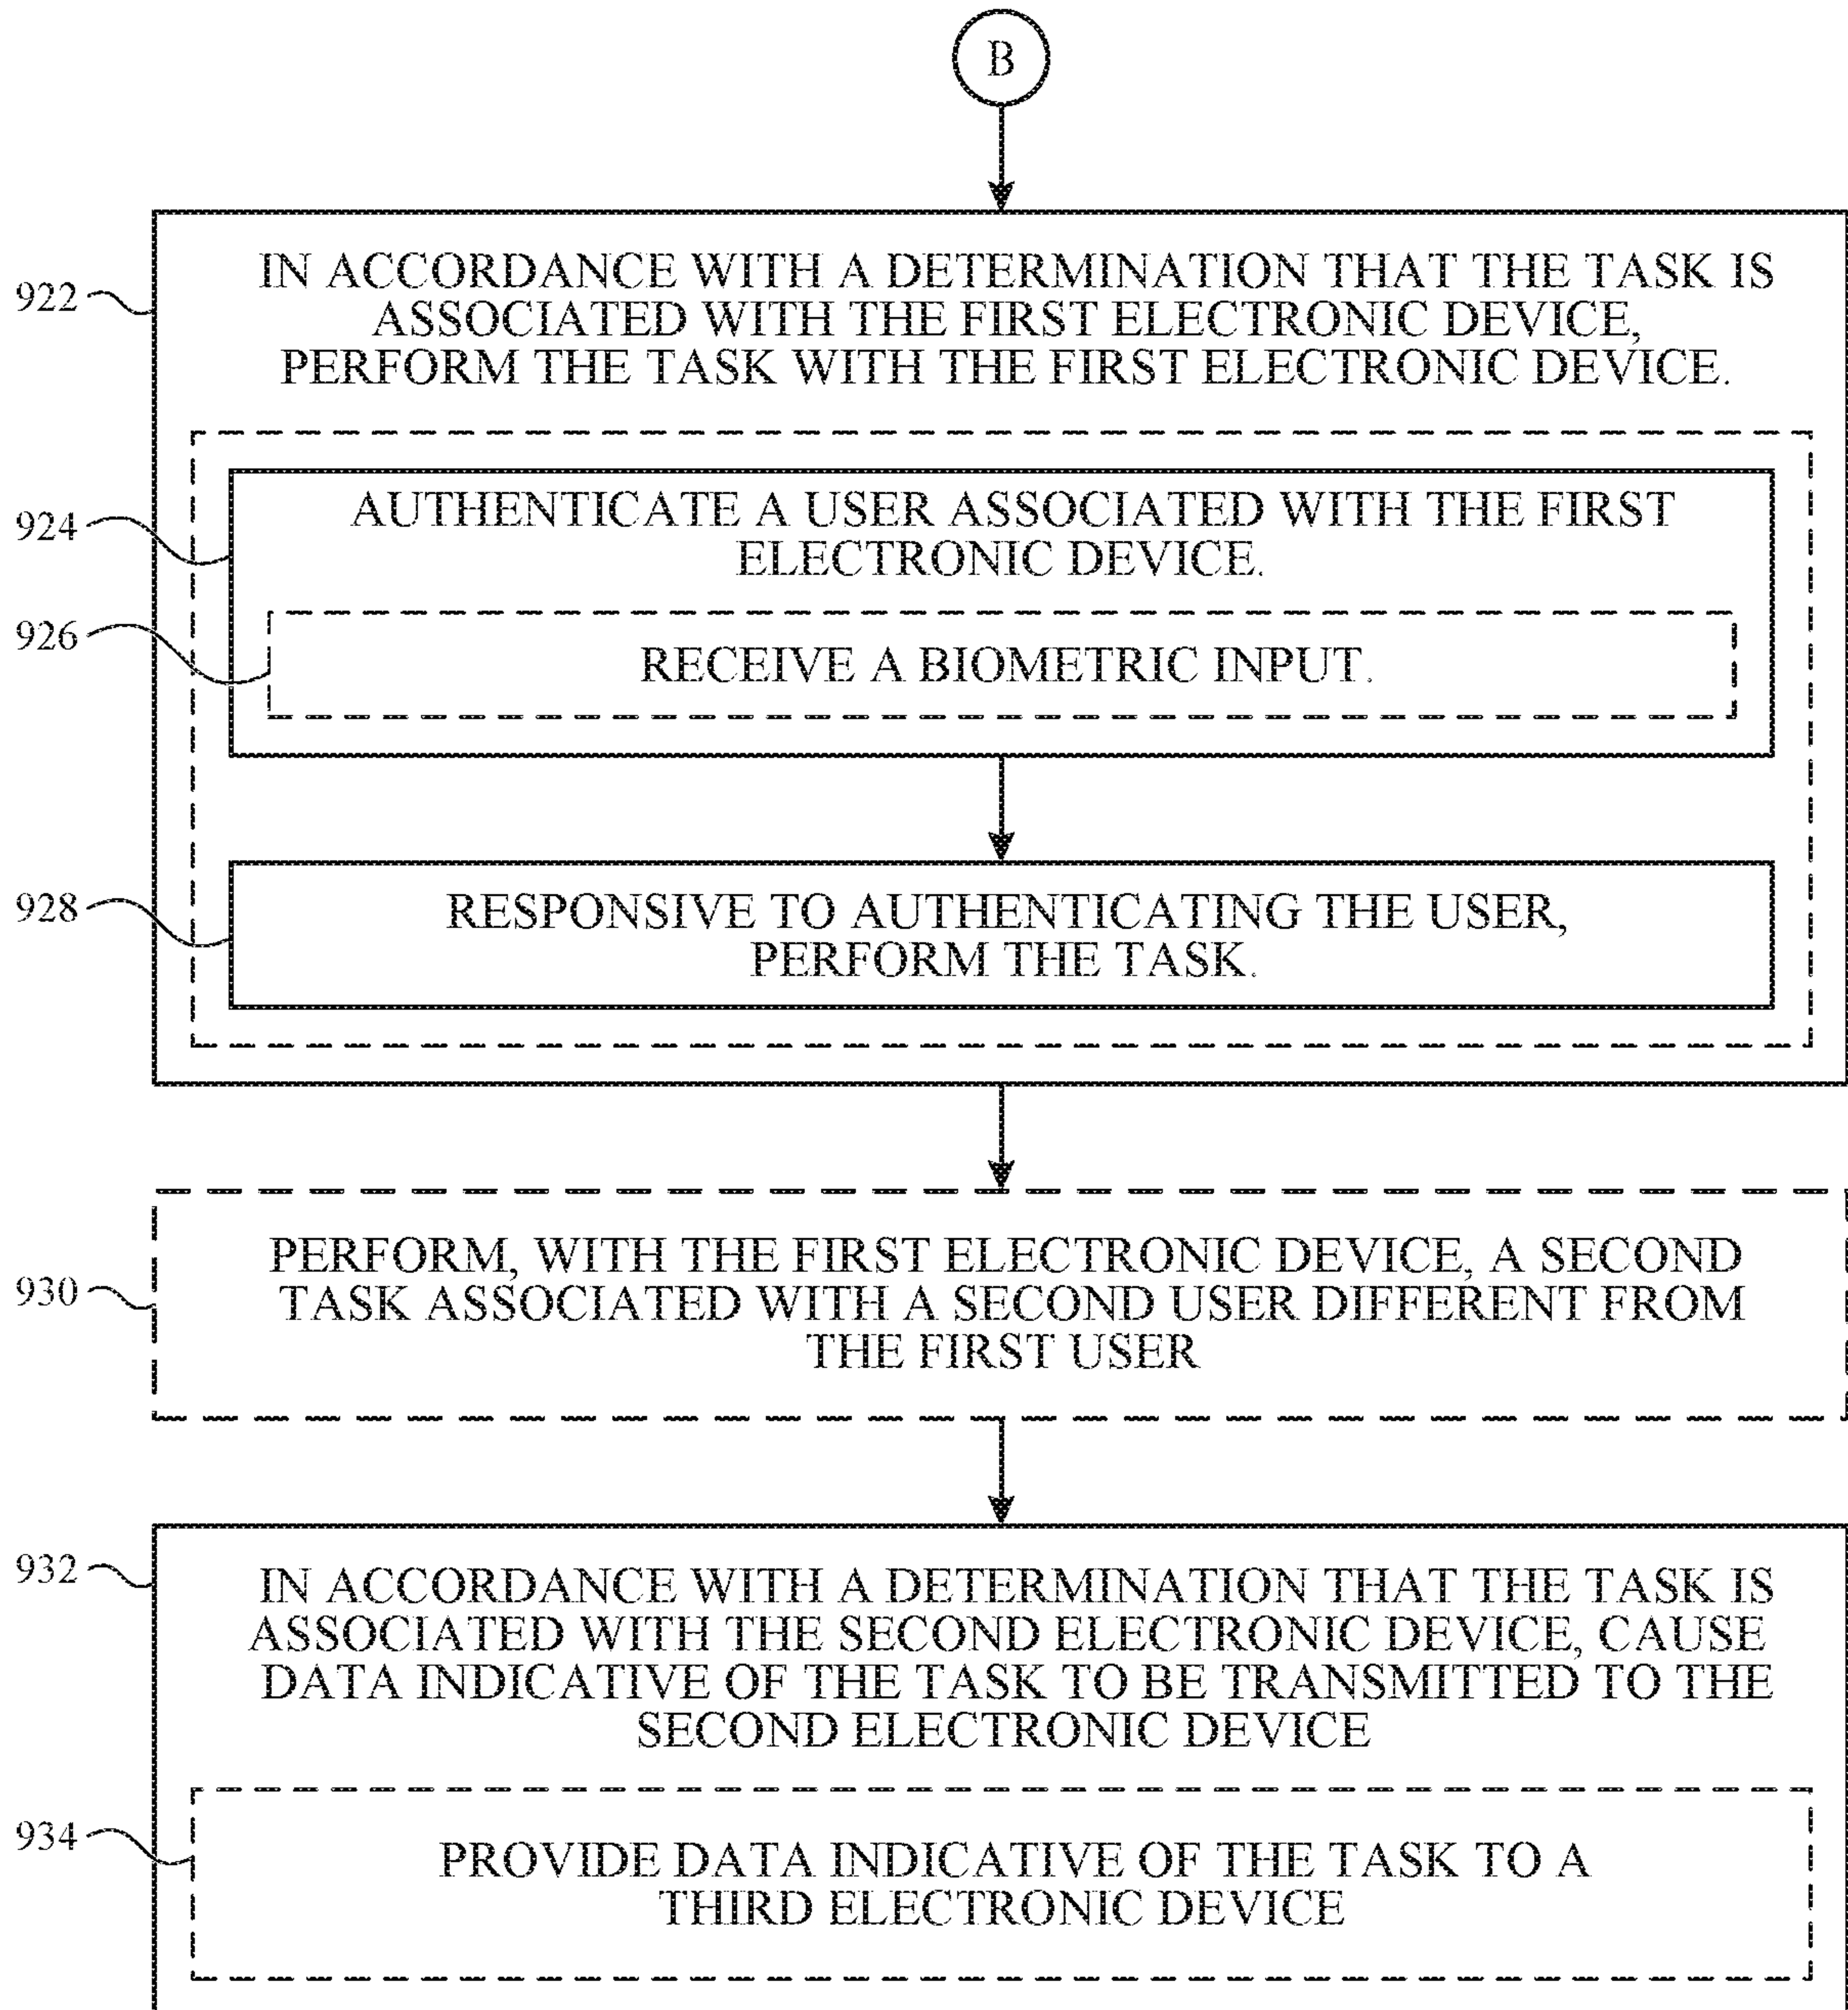 B
922
IN ACCORDANCE WITH A DETERMINATION THAT THE TASK IS
ASSOCIATED WITH THE FIRST ELECTRONIC DEVICE,
PERFORM THE TASK WITH THE FIRST ELECTRONIC DEVICE.
924
AUTHENTICATE A USER ASSOCIATED WITH THE FIRST
ELECTRONIC DEVICE.
926
RECEIVE A BIOMETRIC INPUT.
928
RESPONSIVE TO AUTHENTICATING THE USER,
PERFORM THE TASK.
930
PERFORM, WITH THE FIRST ELECTRONIC DEVICE, A SECOND
TASK ASSOCIATED WITH A SECOND USER DIFFERENT FROM
THE FIRST USER
932
IN ACCORDANCE WITH A DETERMINATION THAT THE TASK IS
ASSOCIATED WITH THE SECOND ELECTRONIC DEVICE, CAUSE
DATA INDICATIVE OF THE TASK TO BE TRANSMITTED TO THE
SECOND ELECTRONIC DEVICE
934
PROVIDE DATA INDICATIVE OF THE TASK TO A
THIRD ELECTRONIC DEVICE